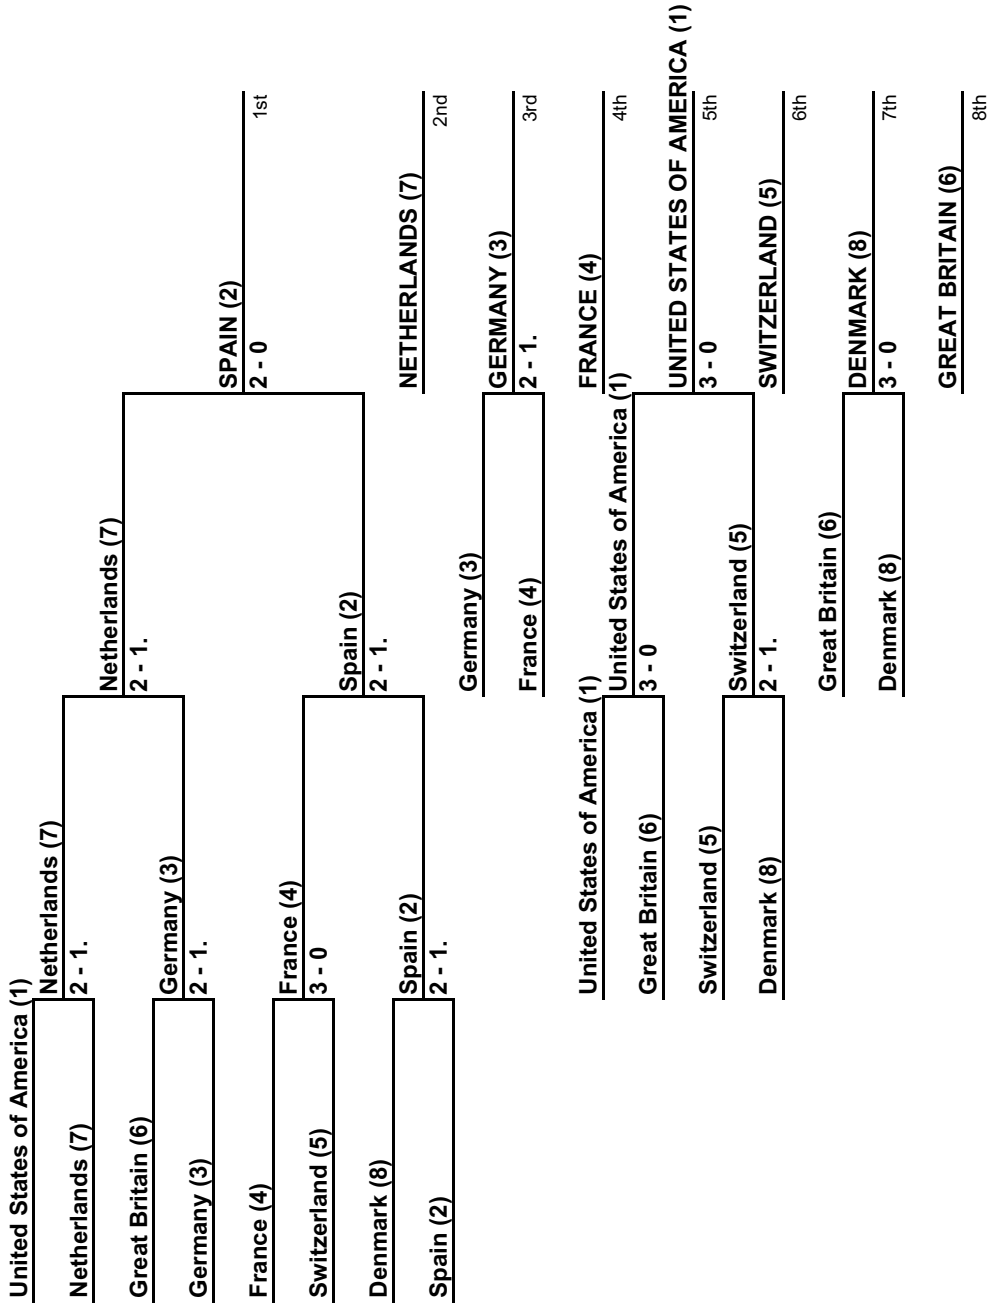 United States of America (1)
Netherlands (7)
Great Britain (6)
Germany (3)
France (4)
Switzerland (5)
Denmark (8)
Spain (2)
Netherlands (7)
2 - 1.
Germany (3)
2 - 1.
France (4)
3 - 0
Spain (2)
2 - 1.
United States of America (1)
Great Britain (6)
Switzerland (5)
Denmark (8)
Netherlands (7)
2 - 1.
Spain (2)
2 - 1.
Germany (3)
France (4)
United States of America (1)
3 - 0
Switzerland (5)
2 - 1.
Great Britain (6)
Denmark (8)
SPAIN (2)
2 - 0
1st
NETHERLANDS (7)
2nd
GERMANY (3)
2 - 1.
3rd
FRANCE (4)
4th
UNITED STATES OF AMERICA (1)
3 - 0
5th
SWITZERLAND (5)
6th
DENMARK (8)
3 - 0
7th
GREAT BRITAIN (6)
8th